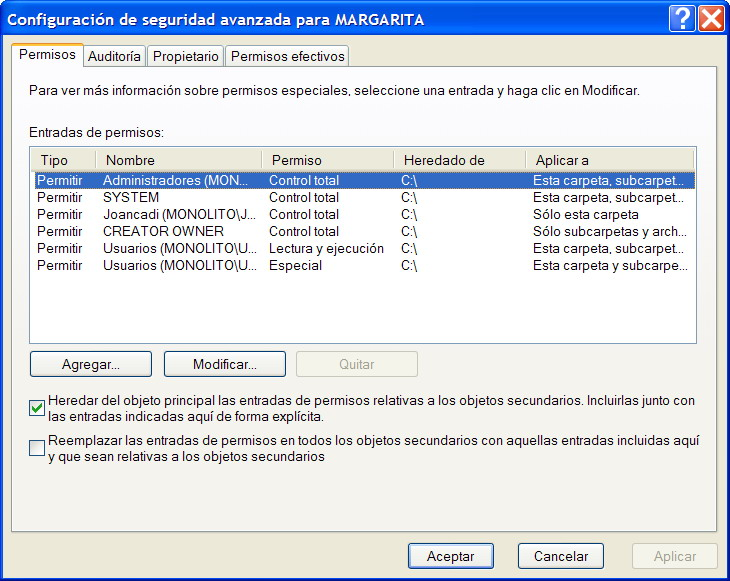 Configuración de seguridad avanzada para MARGARITA
Permisos Auditoría Propietario Permisos efectivos
Para ver más información sobre permisos especiales, seleccione una entrada y haga clic en Modificar.
Entradas de permisos:
Tipo Nombre Permiso Heredado de Aplicar a
Permitir Administradores (MON... Control total C:\ Esta carpeta, subcarpet...
Permitir SYSTEM Control total C:\ Esta carpeta, subcarpet...
Permitir Joancadi (MONOLITO\J... Control total C:\ Sólo esta carpeta
Permitir CREATOR OWNER Control total C:\ Sólo subcarpetas y arch...
Permitir Usuarios (MONOLITO\U... Lectura y ejecución C:\ Esta carpeta, subcarpet...
Permitir Usuarios (MONOLITO\U... Especial C:\ Esta carpeta y subcarpe...
Agregar... Modificar... Quitar
Heredar del objeto principal las entradas de permisos relativas a los objetos secundarios. Incluirlas junto con
las entradas indicadas aquí de forma explícita.
Reemplazar las entradas de permisos en todos los objetos secundarios con aquellas entradas incluidas aquí
y que sean relativas a los objetos secundarios
Aceptar Cancelar Aplicar